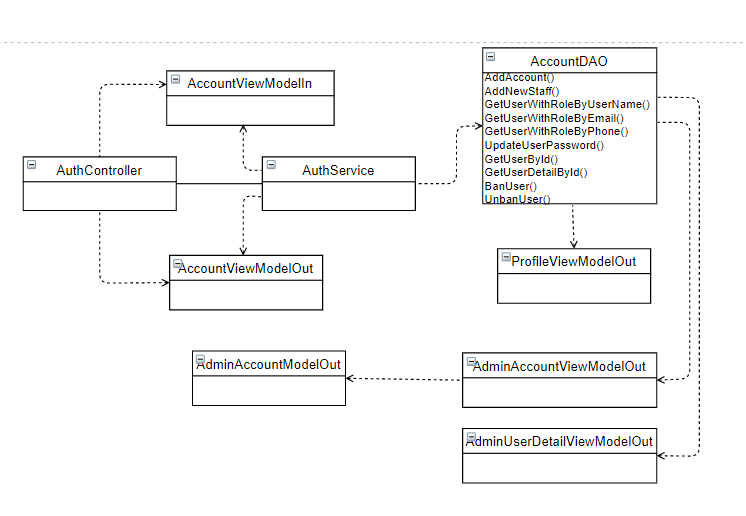 AccountDAO
AddAccount()
AddNewStaff()
GetUserWithRoleByUserName()
GetUserWithRoleByEmail()
GetUserWithRoleByPhone()
UpdateUserPassword()
GetUserById()
GetUserDetailById()
BanUser()
UnbanUser()
AccountViewModelIn
AuthController
AuthService
AccountViewModelOut
ProfileViewModelOut
AdminAccountModelOut
AdminAccountViewModelOut
AdminUserDetailViewModelOut